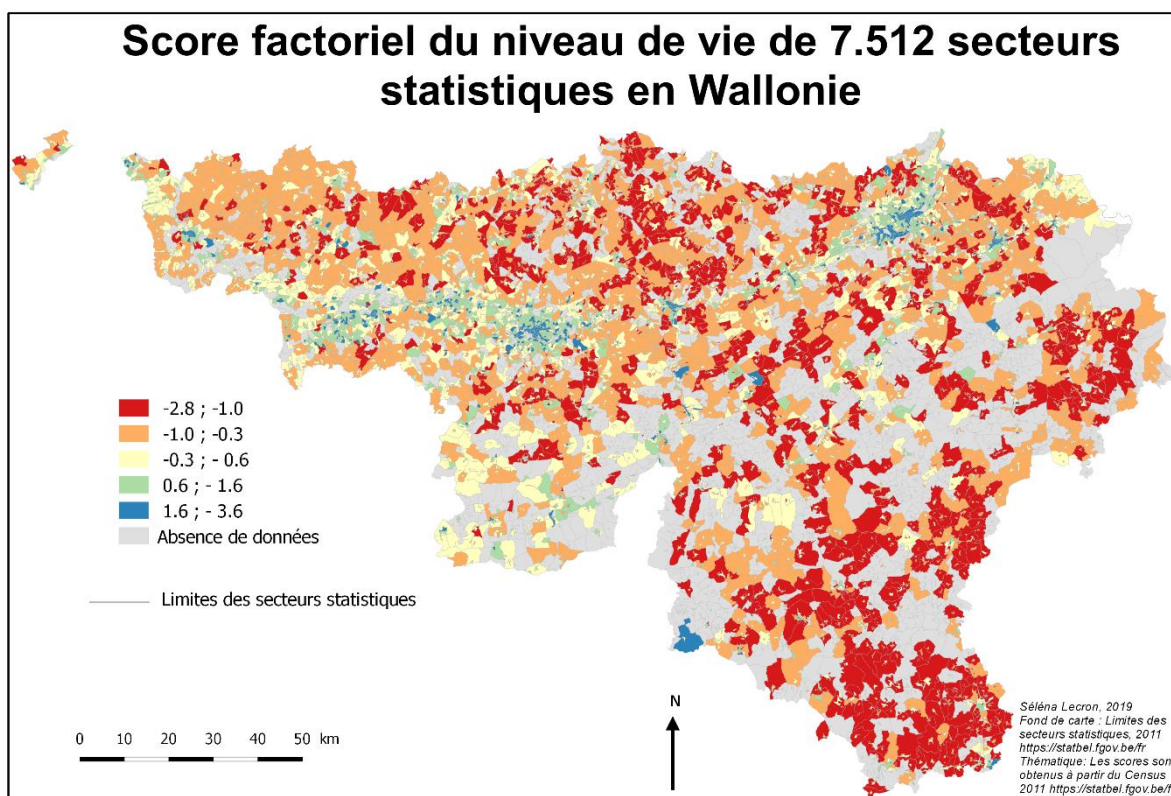 Score factoriel du niveau de vie de 7.512 secteurs
statistiques en Wallonie
-2.8 ; -1.0
-1.0 ; -0.3
-0.3 ; - 0.6
0.6 ; - 1.6
1.6 ; - 3.6
Absence de données
Limites des secteurs statistiques
0 10 20 30 40 50 km
N
Séléna Lecron, 2019
Fond de carte : Limites des
secteurs statistiques, 2011
https://statbel.fgov.be/fr
Thématique: Les scores son
obtenus à partir du Census
2011 https://statbel.fgov.be/f